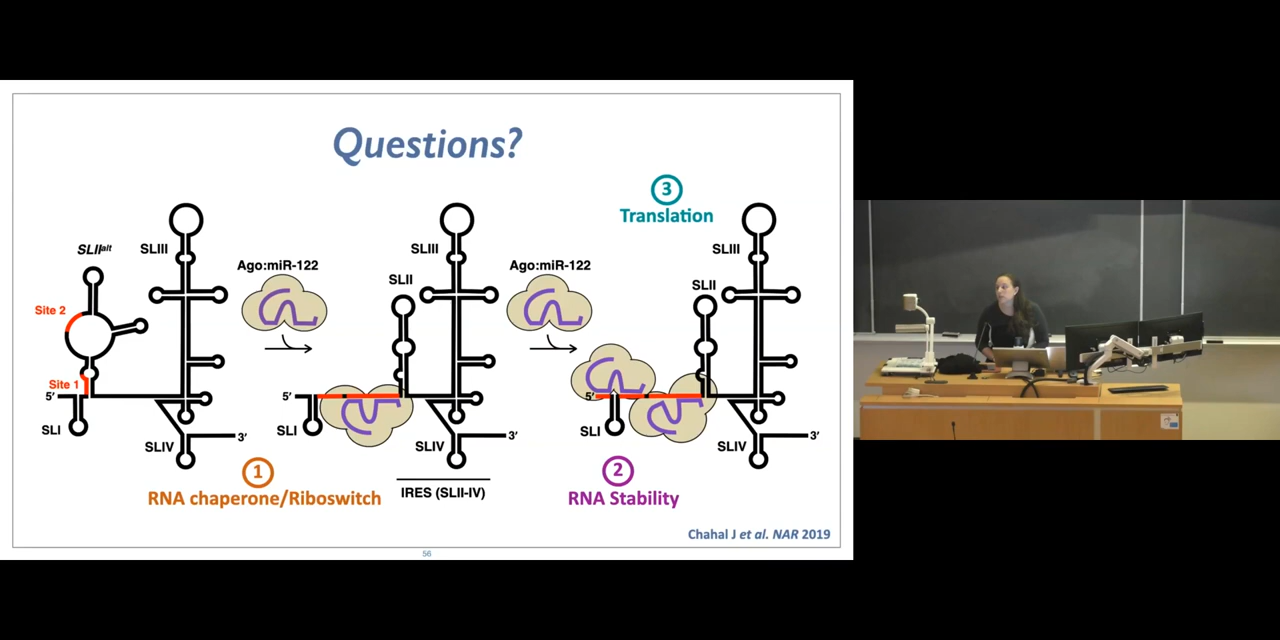 Questions?
3
Translation
SLIIalt
SLIII
Site 2
Site 1
5′
SLI
SLIV
3′
Ago:miR-122
1
RNA chaperone/Riboswitch
SLIII
SLII
5′
SLI
SLIV
3′
IRES (SLII-IV)
Ago:miR-122
SLIII
SLII
5′
SLI
SLIV
3′
2
RNA Stability
Chahal J et al. NAR 2019
56